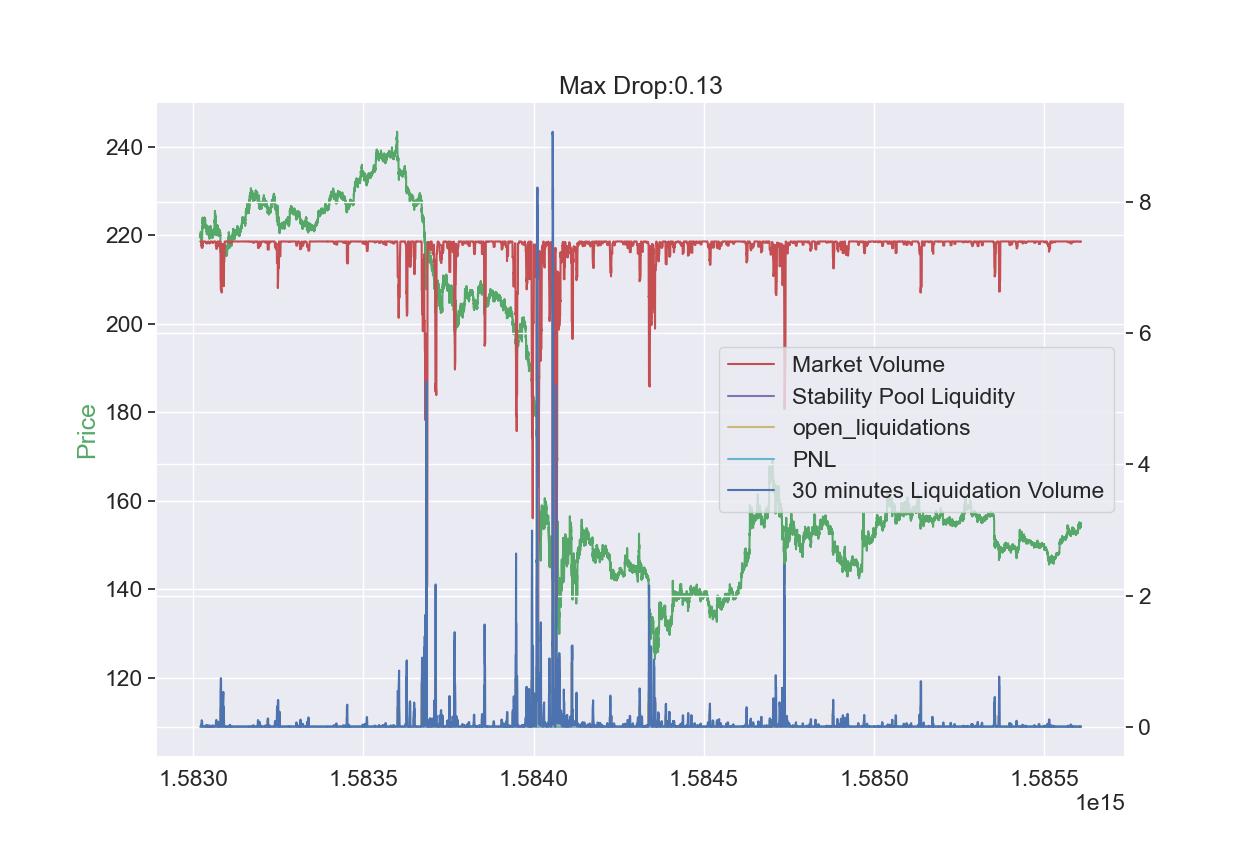 Max Drop:0.13
240
220
200
180
160
140
120
Price
8
6
4
2
0
Market Volume
Stability Pool Liquidity
open_liquidations
PNL
30 minutes Liquidation Volume
1.5830 1.5835 1.5840 1.5845 1.5850 1.5855
1e15